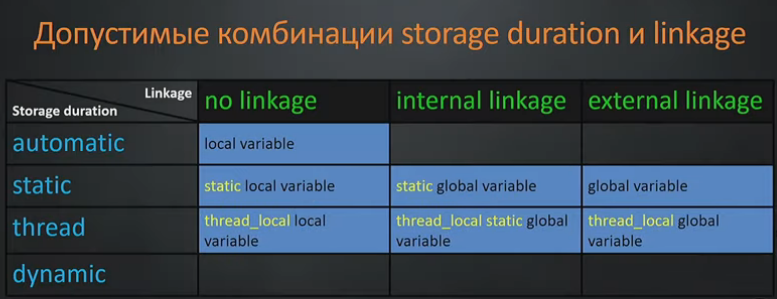 Допустимые комбинации storage duration и linkage
Linkage
Storage duration
no linkage
internal linkage
external linkage
automatic
local variable
static
static local variable
static global variable
global variable
thread
thread_local local
variable
thread_local static global
variable
thread_local global
variable
dynamic